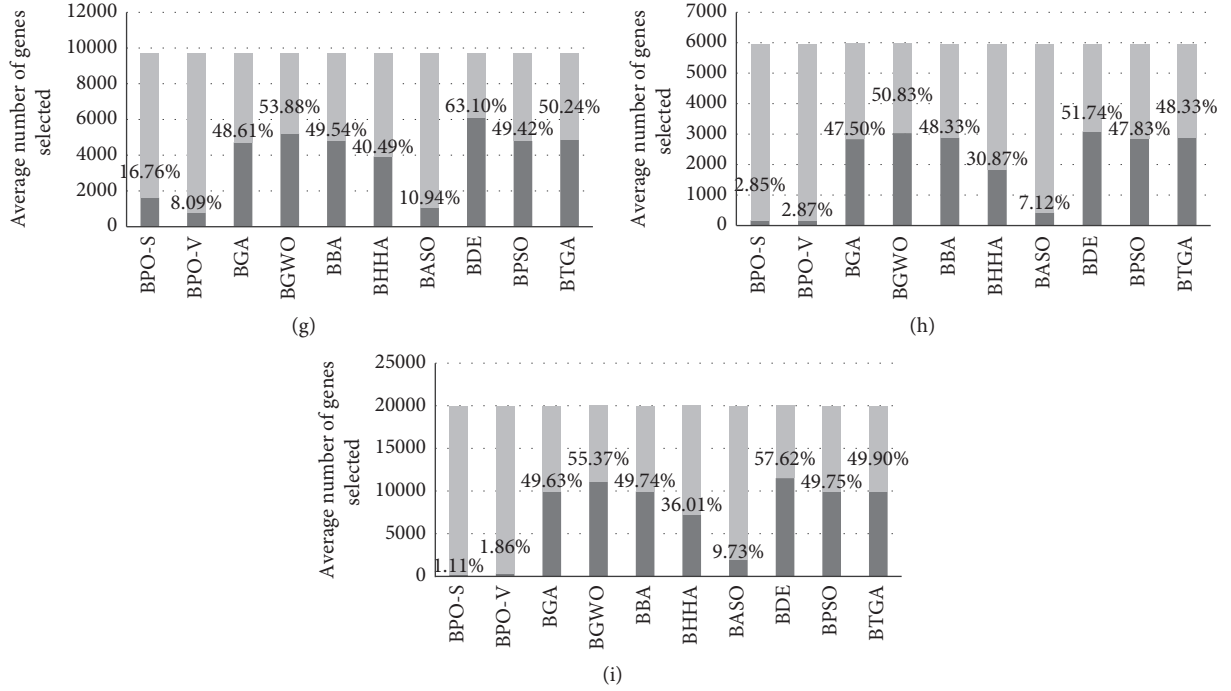 Average number of genes
selected
12000
10000
8000
6000
4000
2000
0
16.76%
8.09%
48.61%
53.88%
49.54%
40.49%
10.94%
63.10%
49.42%
50.24%
BPO-S
BPO-V
BGA
BGWO
BBA
BHHA
BASO
BDE
BPSO
BTGA
(g)
Average number of genes
selected
7000
6000
5000
4000
3000
2000
1000
0
2.85%
2.87%
47.50%
50.83%
48.33%
30.87%
7.12%
51.74%
47.83%
48.33%
BPO-S
BPO-V
BGA
BGWO
BBA
BHHA
BASO
BDE
BPSO
BTGA
(h)
Average number of genes
selected
25000
20000
15000
10000
5000
0
1.11%
1.86%
49.63%
55.37%
49.74%
36.01%
9.73%
57.62%
49.75%
49.90%
BPO-S
BPO-V
BGA
BGWO
BBA
BHHA
BASO
BDE
BPSO
BTGA
(i)